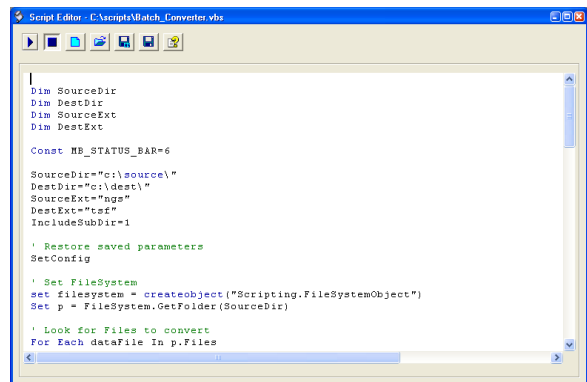 Script Editor - C:\scripts\Batch_Converter.vbs
Dim SourceDir
Dim DestDir
Dim SourceExt
Dim DestExt
Const MB_STATUS_BAR=6
SourceDir="c:\source\"
DestDir="c:\dest\"
SourceExt="ngs"
DestExt="tsf"
IncludeSubDir=1
' Restore saved parameters
SetConfig
' Set FileSystem
set filesystem = createobject("Scripting.FileSystemObject")
Set p = FileSystem.GetFolder(SourceDir)
' Look for Files to convert
For Each dataFile In p.Files